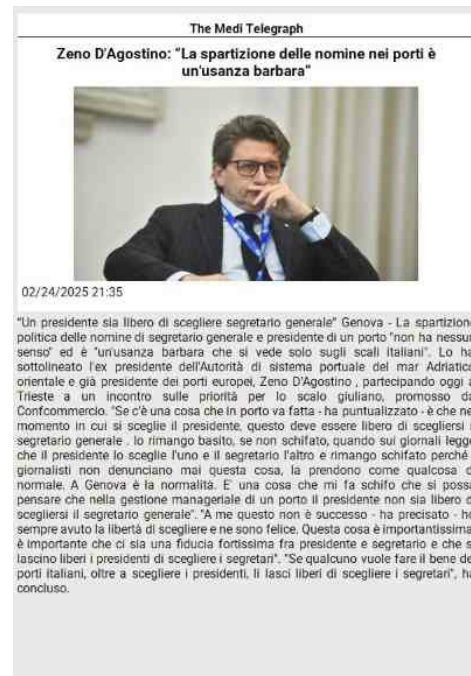 The Medi Telegraph
Zeno D'Agostino: "La spartizione delle nomine nei porti è
un'usanza barbara"
02/24/2025 21:35
"Un presidente sia libero di scegliere segretario generale" Genova - La spartizione
politica delle nomine di segretario generale e presidente di un porto "non ha nessun
senso" ed è "un'usanza barbara che si vede solo sugli scali italiani". Lo ha
sottolineato l'ex presidente dell'Autorità di sistema portuale del mar Adriatico
orientale e già presidente dei porti europei, Zeno D'Agostino , partecipando oggi a
Trieste a un incontro sulle priorità per lo scalo giuliano, promosso da
Confcommercio. "Se c'è una cosa che in porto va fatta - ha puntualizzato - è che nel
momento in cui si sceglie il presidente, questo deve essere libero di scegliersi i
segretario generale . Io rimango basito, se non schifato, quando sui giornali leggo
che il presidente lo sceglie l'uno e il segretario l'altro e rimango schifato perché i
giornalisti non denunciano mai questa cosa, la prendono come qualcosa di
normale. A Genova è la normalità. E' una cosa che mi fa schifo che si possa
pensare che nella gestione manageriale di un porto il presidente non sia libero di
scegliersi il segretario generale". "A me questo non è successo - ha precisato - ho
sempre avuto la libertà di scegliere e ne sono felice. Questa cosa è importantissima,
è importante che ci sia una fiducia fortissima fra presidente e segretario e che si
lascino liberi i presidenti di scegliere i segretari". "Se qualcuno vuole fare il bene dei
porti italiani, oltre a scegliere i presidenti, li lasci liberi di scegliere i segretari", ha
concluso.